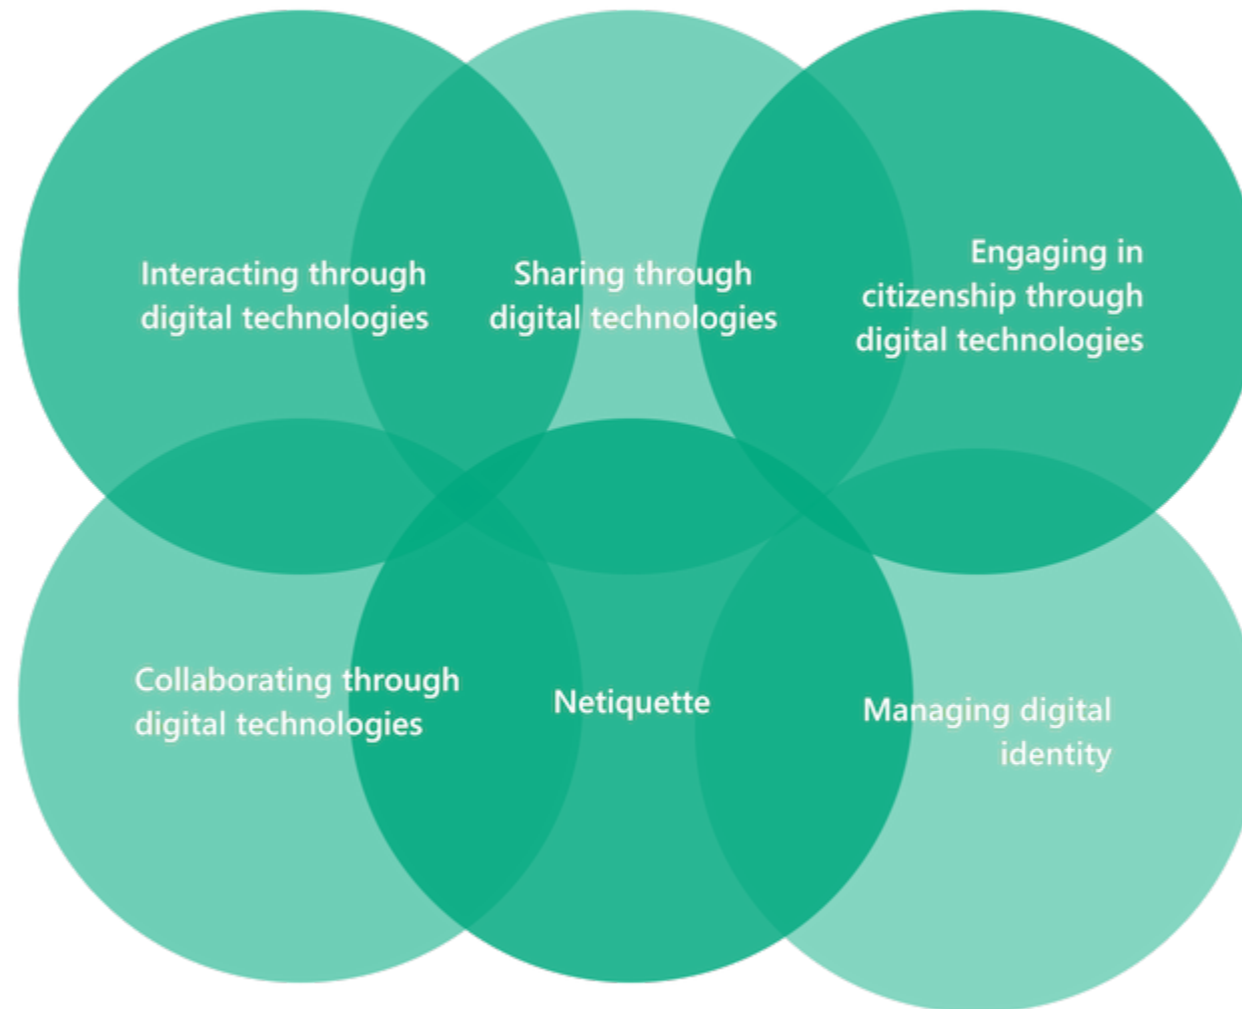 Interacting through
digital technologies
Sharing through
digital technologies
Engaging in
citizenship through
digital technologies
Collaborating through
digital technologies
Netiquette
Managing digital
identity